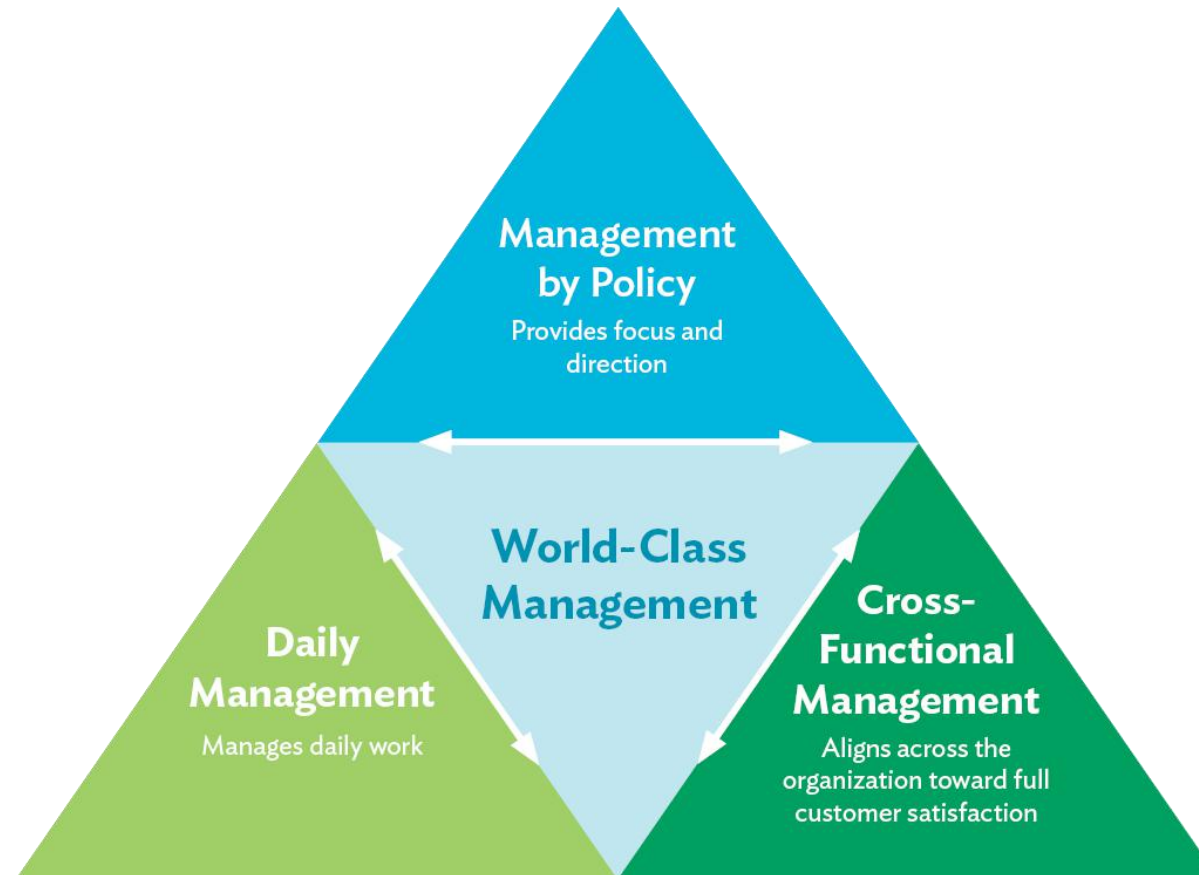 Management
by Policy
Provides focus and
direction
World-Class
Management
Daily
Management
Manages daily work
Cross-
Functional
Management
Aligns across the
organization toward full
customer satisfaction